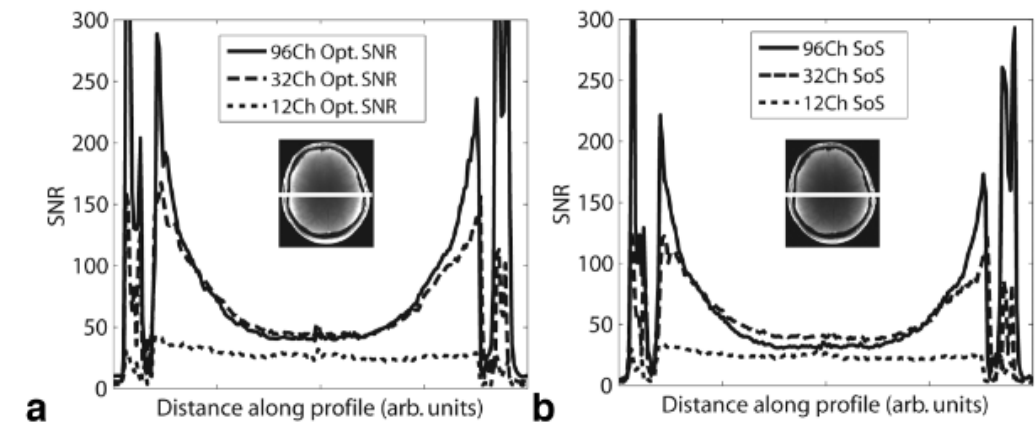 300
250
200
150
100
50
0
SNR
96Ch Opt. SNR
32Ch Opt. SNR
12Ch Opt. SNR
Distance along profile (arb. units)
a
300
250
200
150
100
50
0
SNR
96Ch SoS
32Ch SoS
12Ch SoS
Distance along profile (arb. units)
b